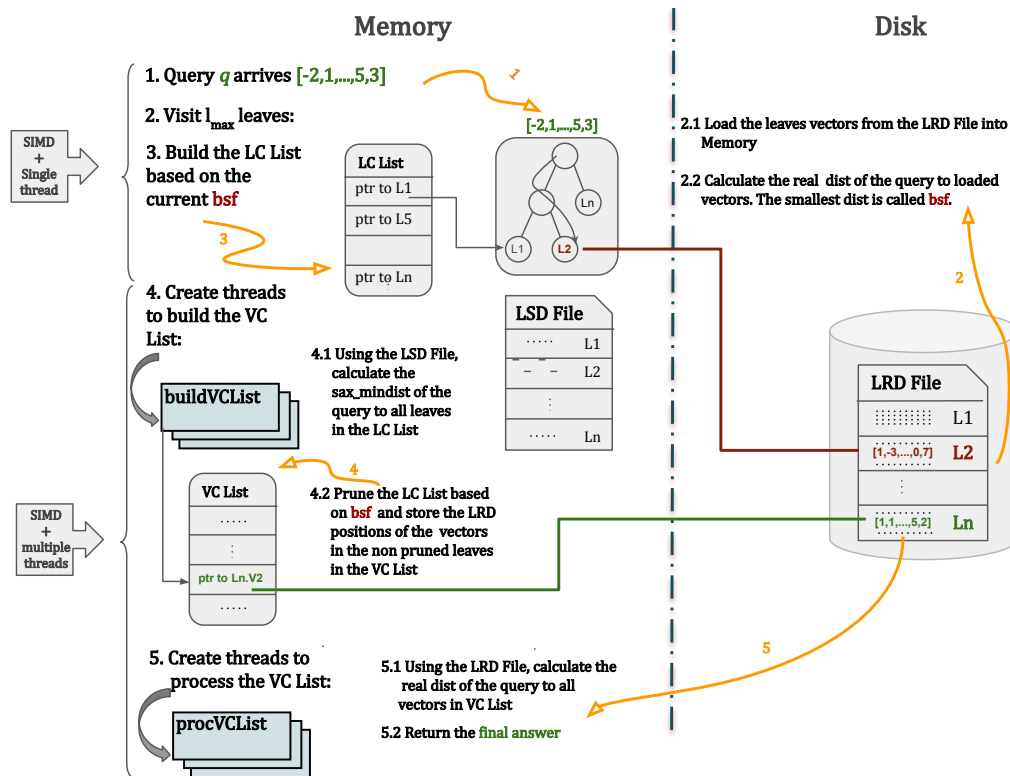 Memory
Disk
1. Query q arrives [-2,1,...,5,3]
1
2. Visit lmax leaves:
3. Build the LC List
based on the
current bsf
3
SIMD
+
Single
thread
LC List
ptr to L1
ptr to L5
ptr to Ln
[-2,1,...,5,3]
Ln
L1
L2
2.1 Load the leaves vectors from the LRD File into
Memory
2.2 Calculate the real dist of the query to loaded
vectors. The smallest dist is called bsf.
2
4. Create threads
to build the VC
List:
buildVCList
4.1 Using the LSD File,
calculate the
sax_mindist of the
query to all leaves
in the LC List
LSD File
..... L1
L2
..... Ln
LRD File
L1
[1,-3,...,0,7] L2
[1,1,...,5,2] Ln
4
4.2 Prune the LC List based
on bsf and store the LRD
positions of the vectors
in the non pruned leaves
in the VC List
VC List
.....
ptr to Ln.V2
.....
SIMD
+
multiple
threads
5. Create threads to
process the VC List:
procVCList
5.1 Using the LRD File, calculate the
real dist of the query to all
vectors in VC List
5.2 Return the final answer
5